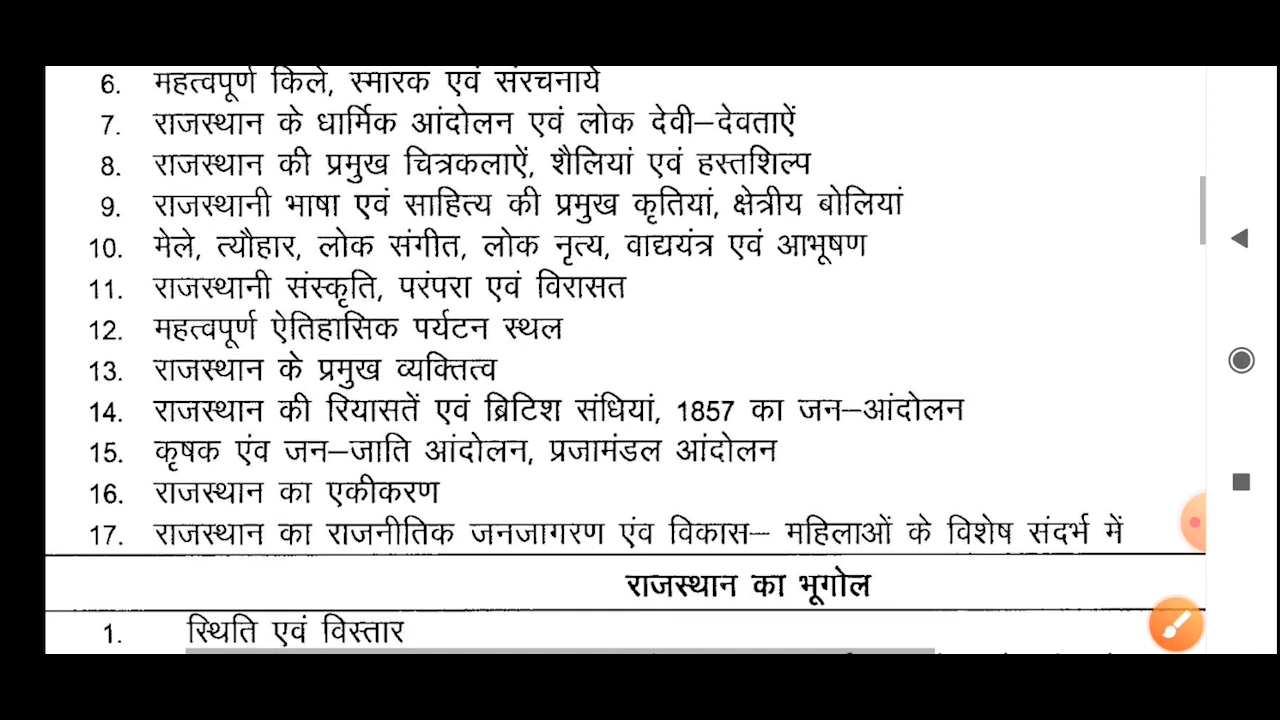 6. महत्वपूर्ण किले, स्मारक एवं संरचनाये
7. राजस्थान के धार्मिक आंदोलन एवं लोक देवी–देवताऐं
8. राजस्थान की प्रमुख चित्रकलाऐं, शैलियां एवं हस्तशिल्प
9. राजस्थानी भाषा एवं साहित्य की प्रमुख कृतियां, क्षेत्रीय बोलियां
10. मेले, त्यौहार, लोक संगीत, लोक नृत्य, वाद्ययंत्र एवं आभूषण
11. राजस्थानी संस्कृति, परंपरा एवं विरासत
12. महत्वपूर्ण ऐतिहासिक पर्यटन स्थल
13. राजस्थान के प्रमुख व्यक्तित्व
14. राजस्थान की रियासतें एवं ब्रिटिश संधियां, 1857 का जन–आंदोलन
15. कृषक एंव जन–जाति आंदोलन, प्रजामंडल आंदोलन
16. राजस्थान का एकीकरण
17. राजस्थान का राजनीतिक जनजागरण एंव विकास– महिलाओं के विशेष संदर्भ में
राजस्थान का भूगोल
1. स्थिति एवं विस्तार